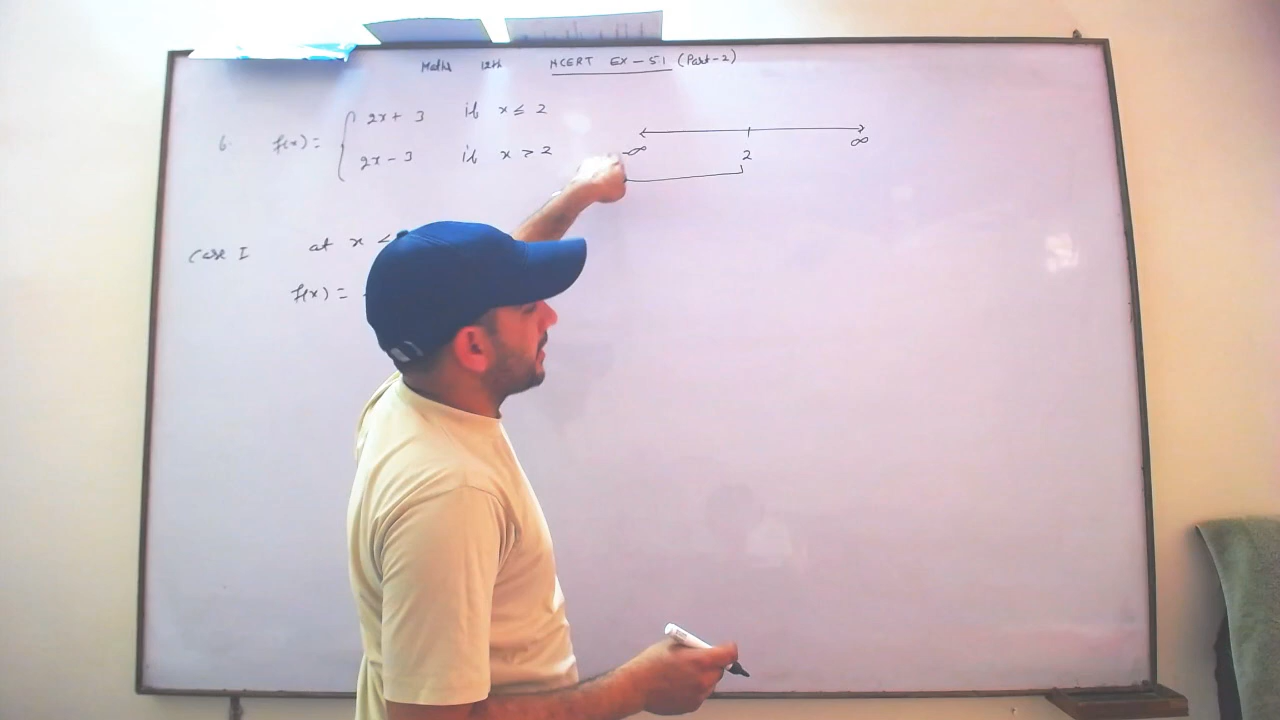 Maths 12th NCERT EX-5.1 (Part-2)
6. f(x) = { 2x + 3 if x ≤ 2
2x - 3 if x > 2
-∞ 2 ∞
Case I at x <
f(x) =